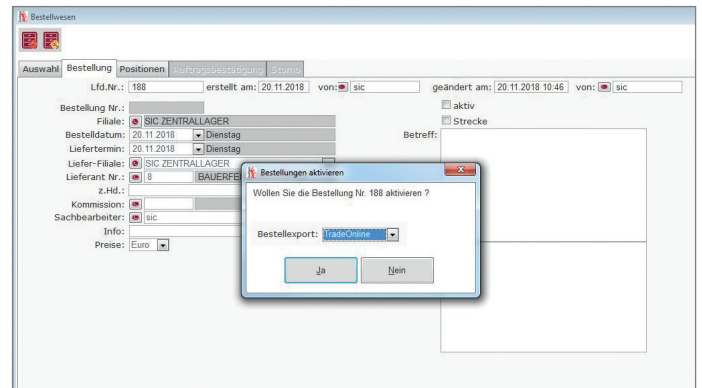 Bestellwesen
Auswahl Bestellung Positionen Auftragsbestätigung Storno
Lfd.Nr.: 188 erstellt am: 20.11.2018 von: sic geändert am: 20.11.2018 10:46 von: sic
Bestellung Nr.: aktiv
Filiale: SIC ZENTRALLAGER Strecke
Bestelldatum: 20.11.2018 Dienstag Betreff:
Liefertermin: 20.11.2018 Dienstag
Liefer-Filiale: SIC ZENTRALLAGER
Lieferant Nr.: 8
z.Hd.:
Kommission:
Sachbearbeiter: sic
Info:
Preise: Euro
Bestellungen aktivieren
Wollen Sie die Bestellung Nr. 188 aktivieren ?
Bestellexport: TradeOnline
Ja Nein